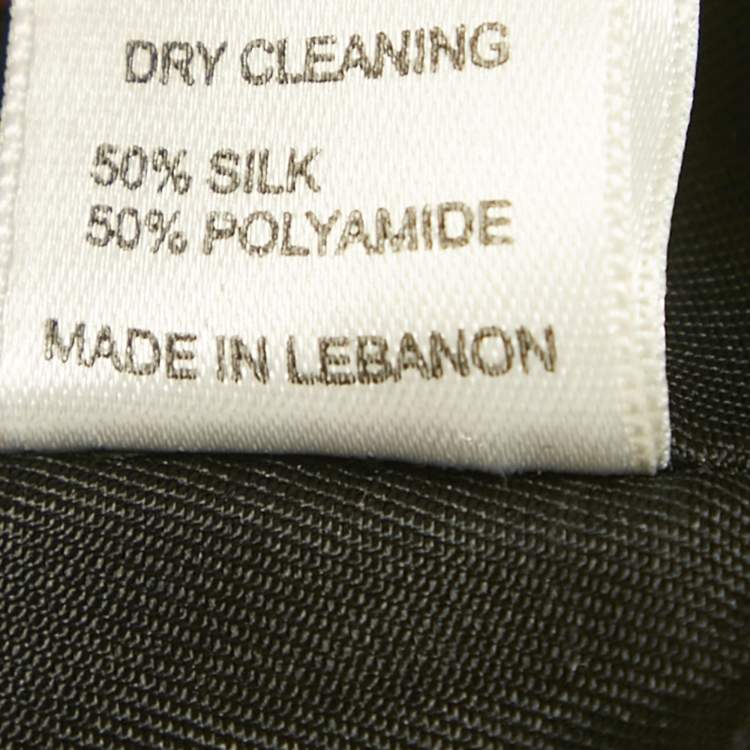 DRY CLEANING
50% SILK
50% POLYAMIDE
MADE IN LEBANON